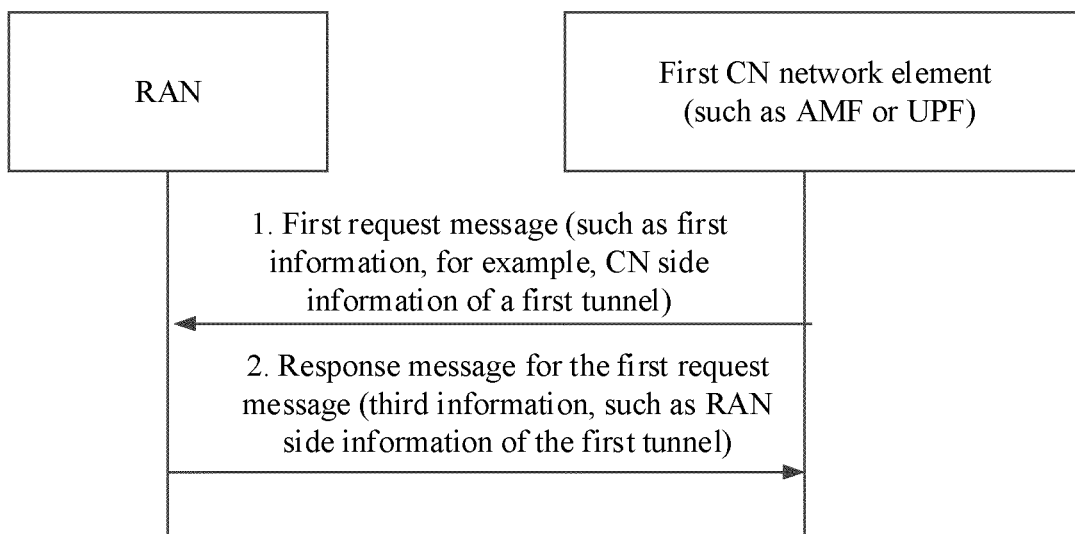 RAN
First CN network element
(such as AMF or UPF)
1. First request message (such as first
information, for example, CN side
information of a first tunnel)
2. Response message for the first request
message (third information, such as RAN
side information of the first tunnel)